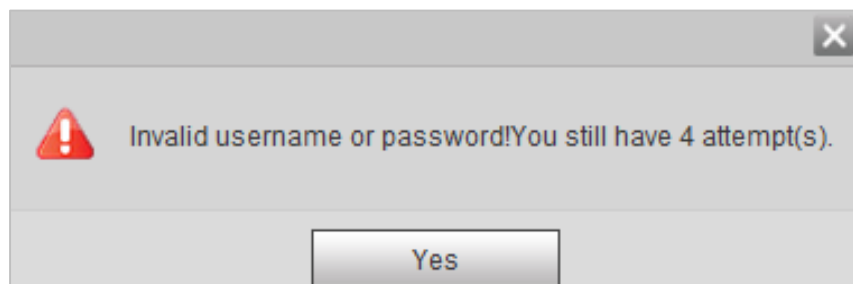 Invalid username or password!You still have 4 attempt(s).
Yes